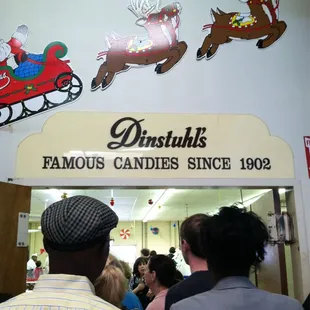 Dinstuhl's
FAMOUS CANDIES SINCE 1902